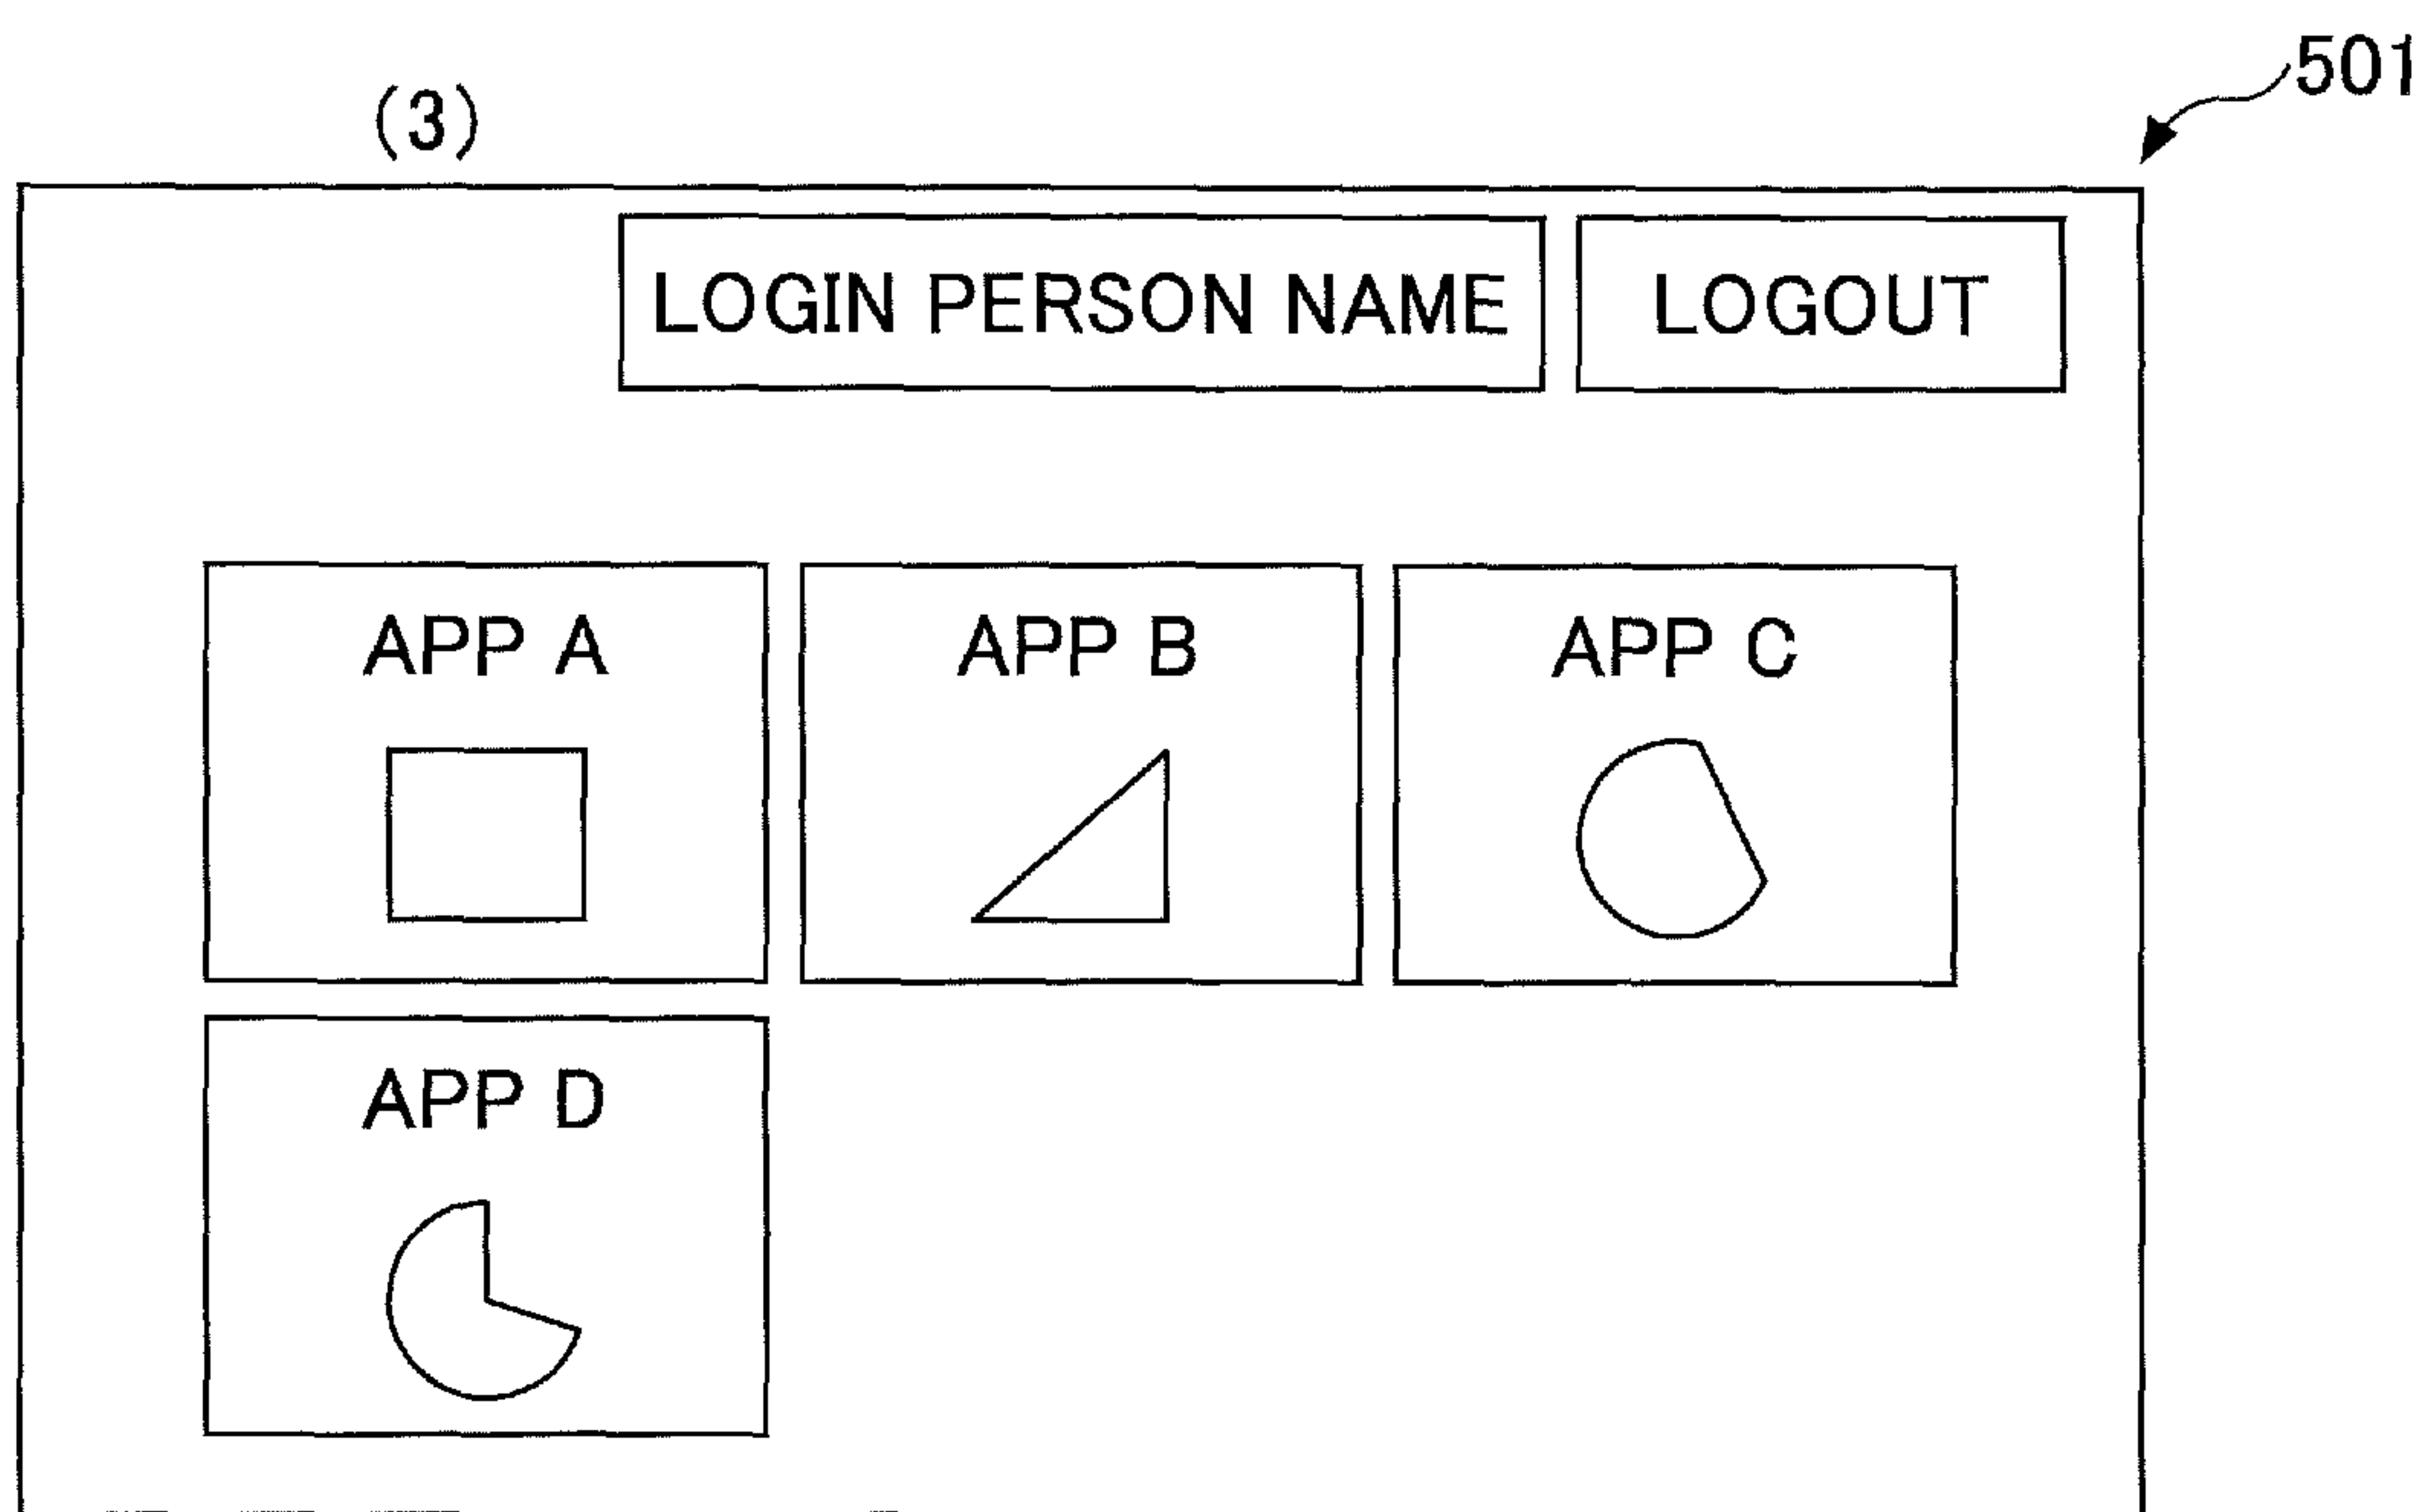 501
(3)
LOGIN PERSON NAME LOGOUT
APP A APP B APP C
APP D